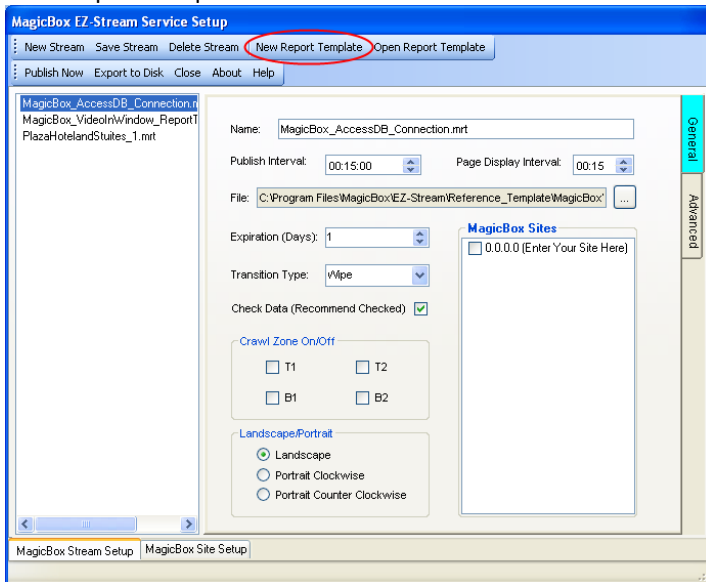 MagicBox EZ-Stream Service Setup
New Stream Save Stream Delete Stream New Report Template Open Report Template
Publish Now Export to Disk Close About Help
MagicBox_AccessDB_Connection.n
MagicBox_VideoInWindow_ReportT
PlazaHotelandStuites_1.mrt
Name: MagicBox_AccessDB_Connection.mrt
Publish Interval: 00:15:00 Page Display Interval: 00:15
File: C:\Program Files\MagicBox\EZ-Stream\Reference_Template\MagicBox ...
Expiration (Days): 1
Transition Type: Wipe
Check Data (Recommend Checked)
Crawl Zone On/Off
T1 T2
B1 B2
Landscape/Portrait
Landscape
Portrait Clockwise
Portrait Counter Clockwise
MagicBox Sites
0.0.0.0 (Enter Your Site Here)
General
Advanced
MagicBox Stream Setup MagicBox Site Setup